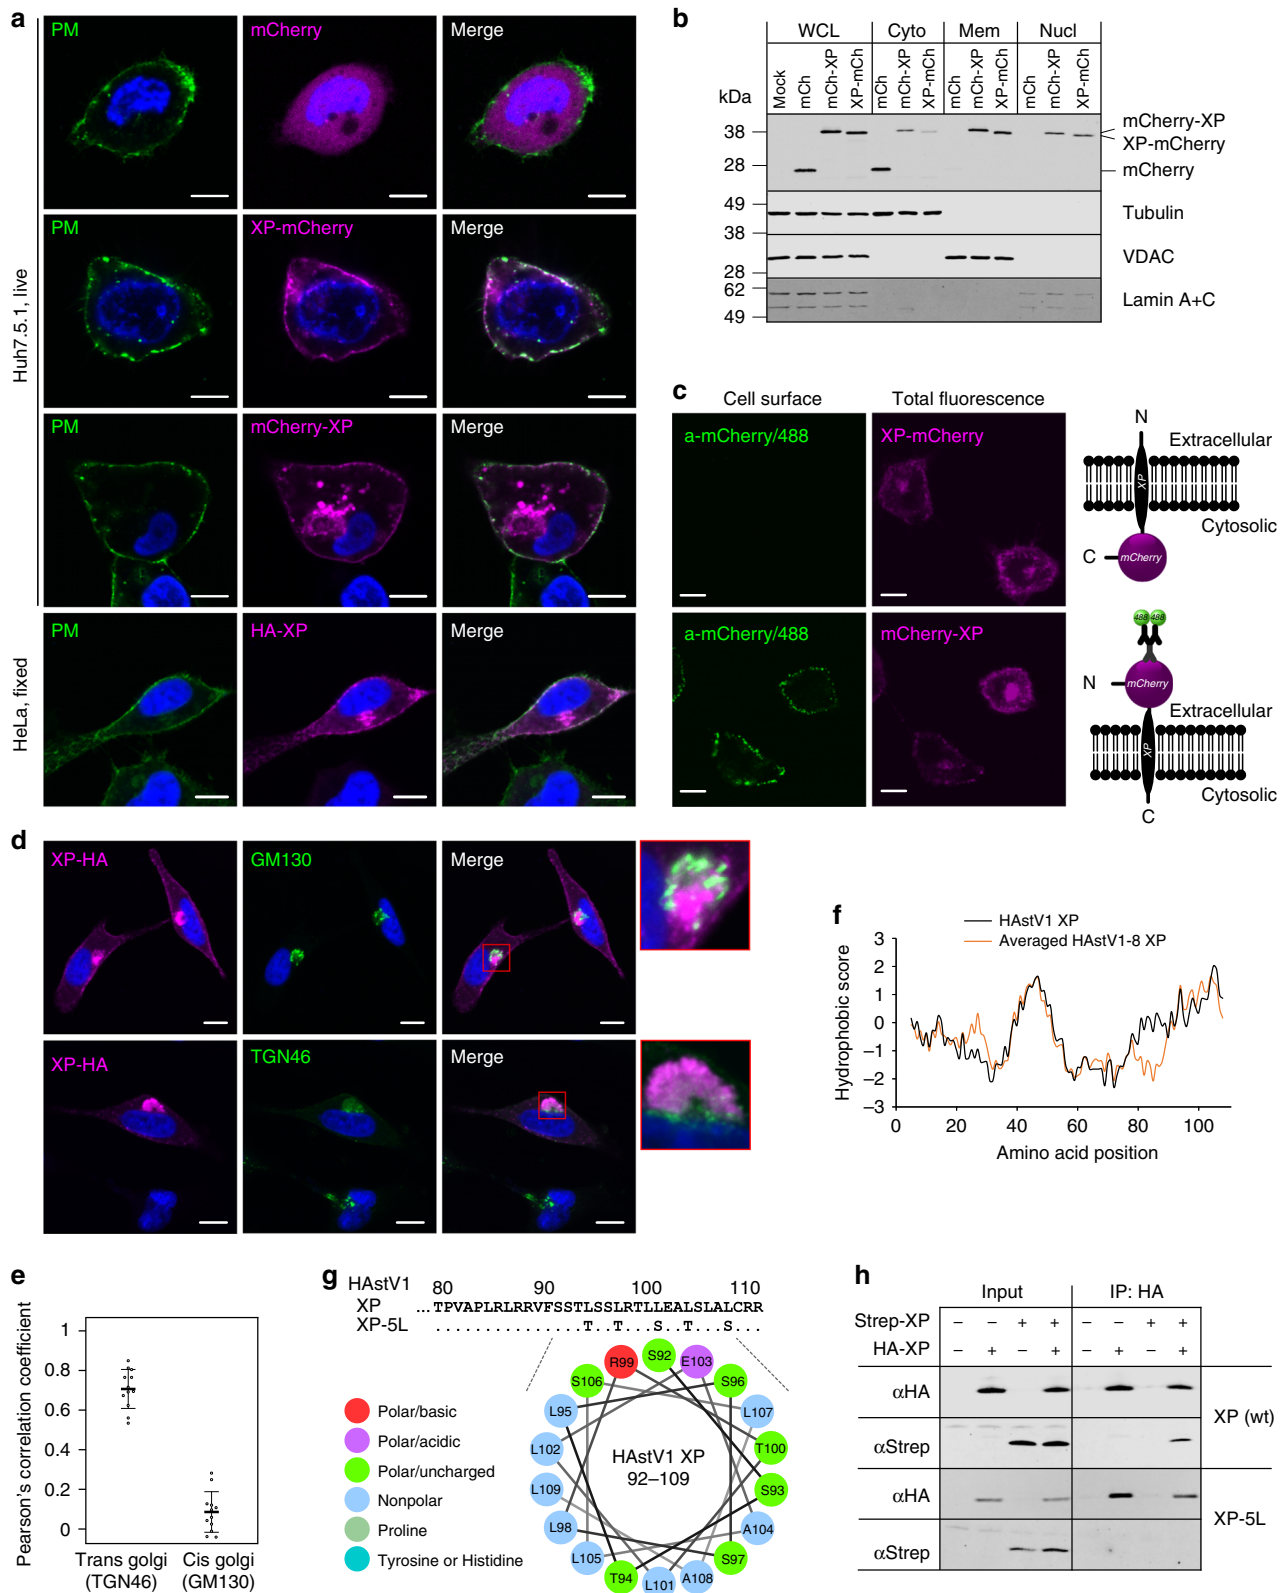 a
PM
mCherry
Merge
PM
XP-mCherry
Merge
PM
mCherry-XP
Merge
PM
HA-XP
Merge
Huh7.5.1, live
HeLa, fixed
b
WCL Cyto Mem Nucl
kDa
Mock mCh mCh-XP XP-mCh mCh mCh-XP XP-mCh mCh mCh-XP XP-mCh mCh mCh-XP XP-mCh
38
28
49
38
28
62
49
mCherry-XP
XP-mCherry
mCherry
Tubulin
VDAC
Lamin A+C
c
Cell surface
Total fluorescence
a-mCherry/488
XP-mCherry
N
Extracellular
XP
Cytosolic
C
mCherry
a-mCherry/488
mCherry-XP
488 488
N
mCherry
Extracellular
XP
Cytosolic
C
d
XP-HA
GM130
Merge
XP-HA
TGN46
Merge
f
HAstV1 XP
Averaged HAstV1-8 XP
Hydrophobic score
3
2
1
0
–1
–2
–3
0 20 40 60 80 100
Amino acid position
e
Pearson's correlation coefficient
1
0.8
0.6
0.4
0.2
0
Trans golgi
(TGN46)
Cis golgi
(GM130)
g
HAstV1
80 90 100 110
XP ...TPVAPLRLRRVFSSTLSSLRTLLEALSLALCRR
XP-5L ...............T..T...S..T...S...
Polar/basic
Polar/acidic
Polar/uncharged
Nonpolar
Proline
Tyrosine or Histidine
HAstV1 XP
92–109
S92
E103
S96
L107
T100
S93
A104
S97
A108
L101
T94
L105
L98
L109
L102
L95
S106
R99
h
Input IP: HA
Strep-XP – – + + – – + +
HA-XP – + – + – + – +
αHA
αStrep
XP (wt)
αHA
αStrep
XP-5L